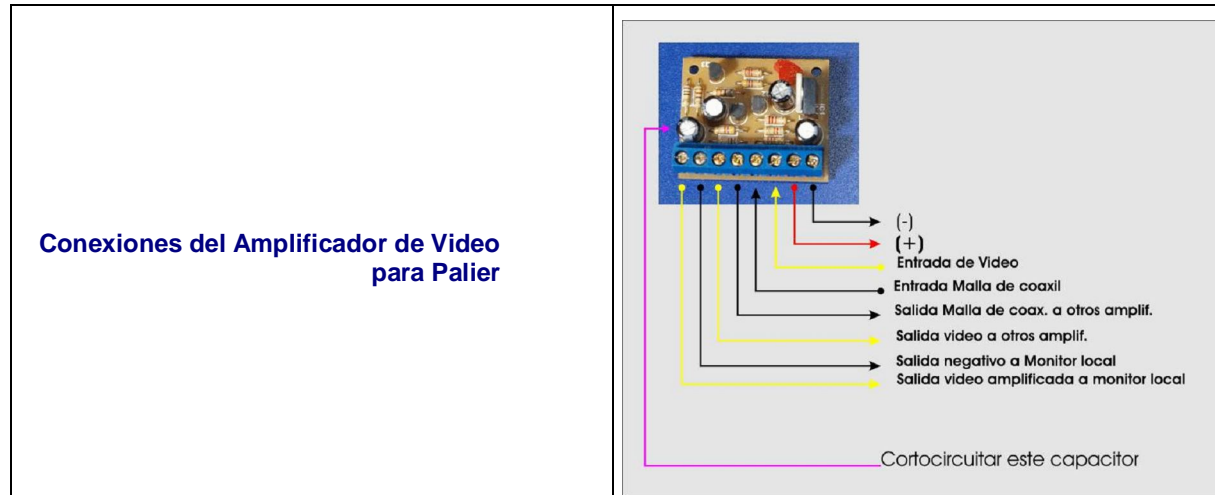 Conexiones del Amplificador de Video
para Palier
(-)
(+)
Entrada de Video
Entrada Malla de coaxil
Salida Malla de coax. a otros amplif.
Salida video a otros amplif.
Salida negativo a Monitor local
Salida video amplificada a monitor local
Cortocircuitar este capacitor